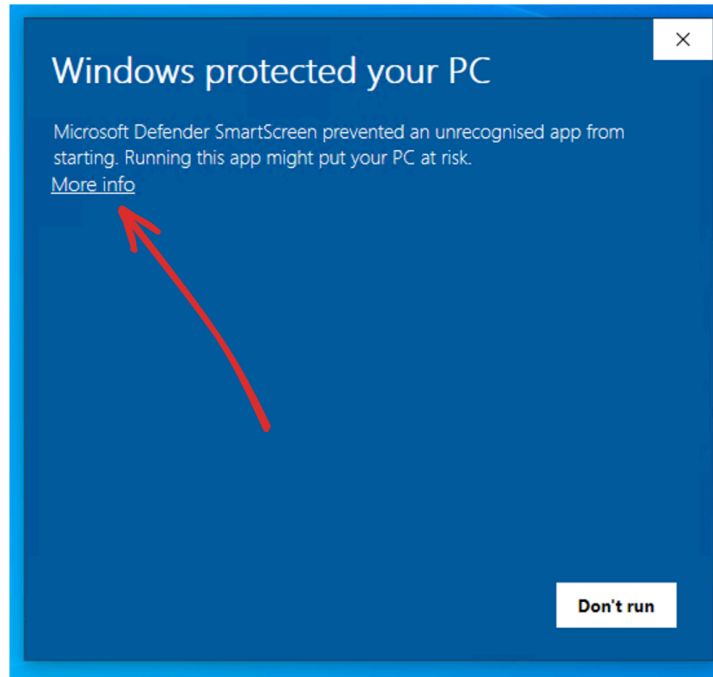 Windows protected your PC
Microsoft Defender SmartScreen prevented an unrecognised app from
starting. Running this app might put your PC at risk.
More info
Don't run